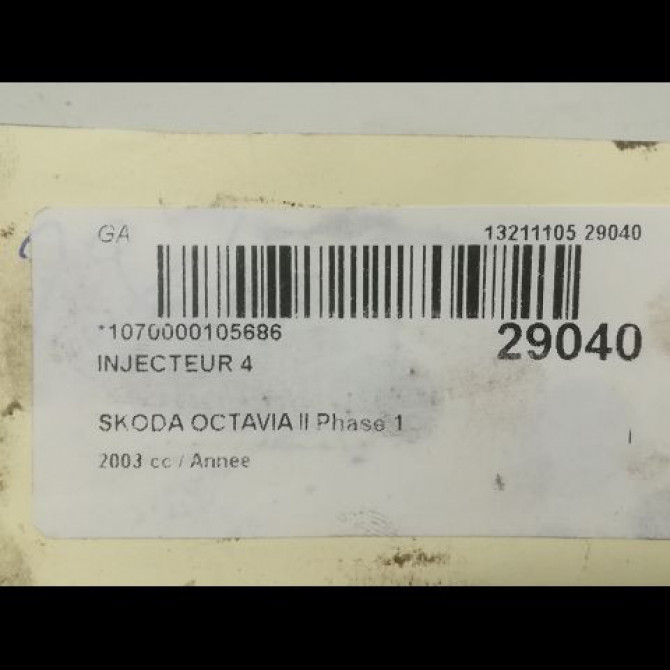 GA 13211105 29040
*1070000105686 29040
INJECTEUR 4
SKODA OCTAVIA II Phase 1
2003 cc / Annee